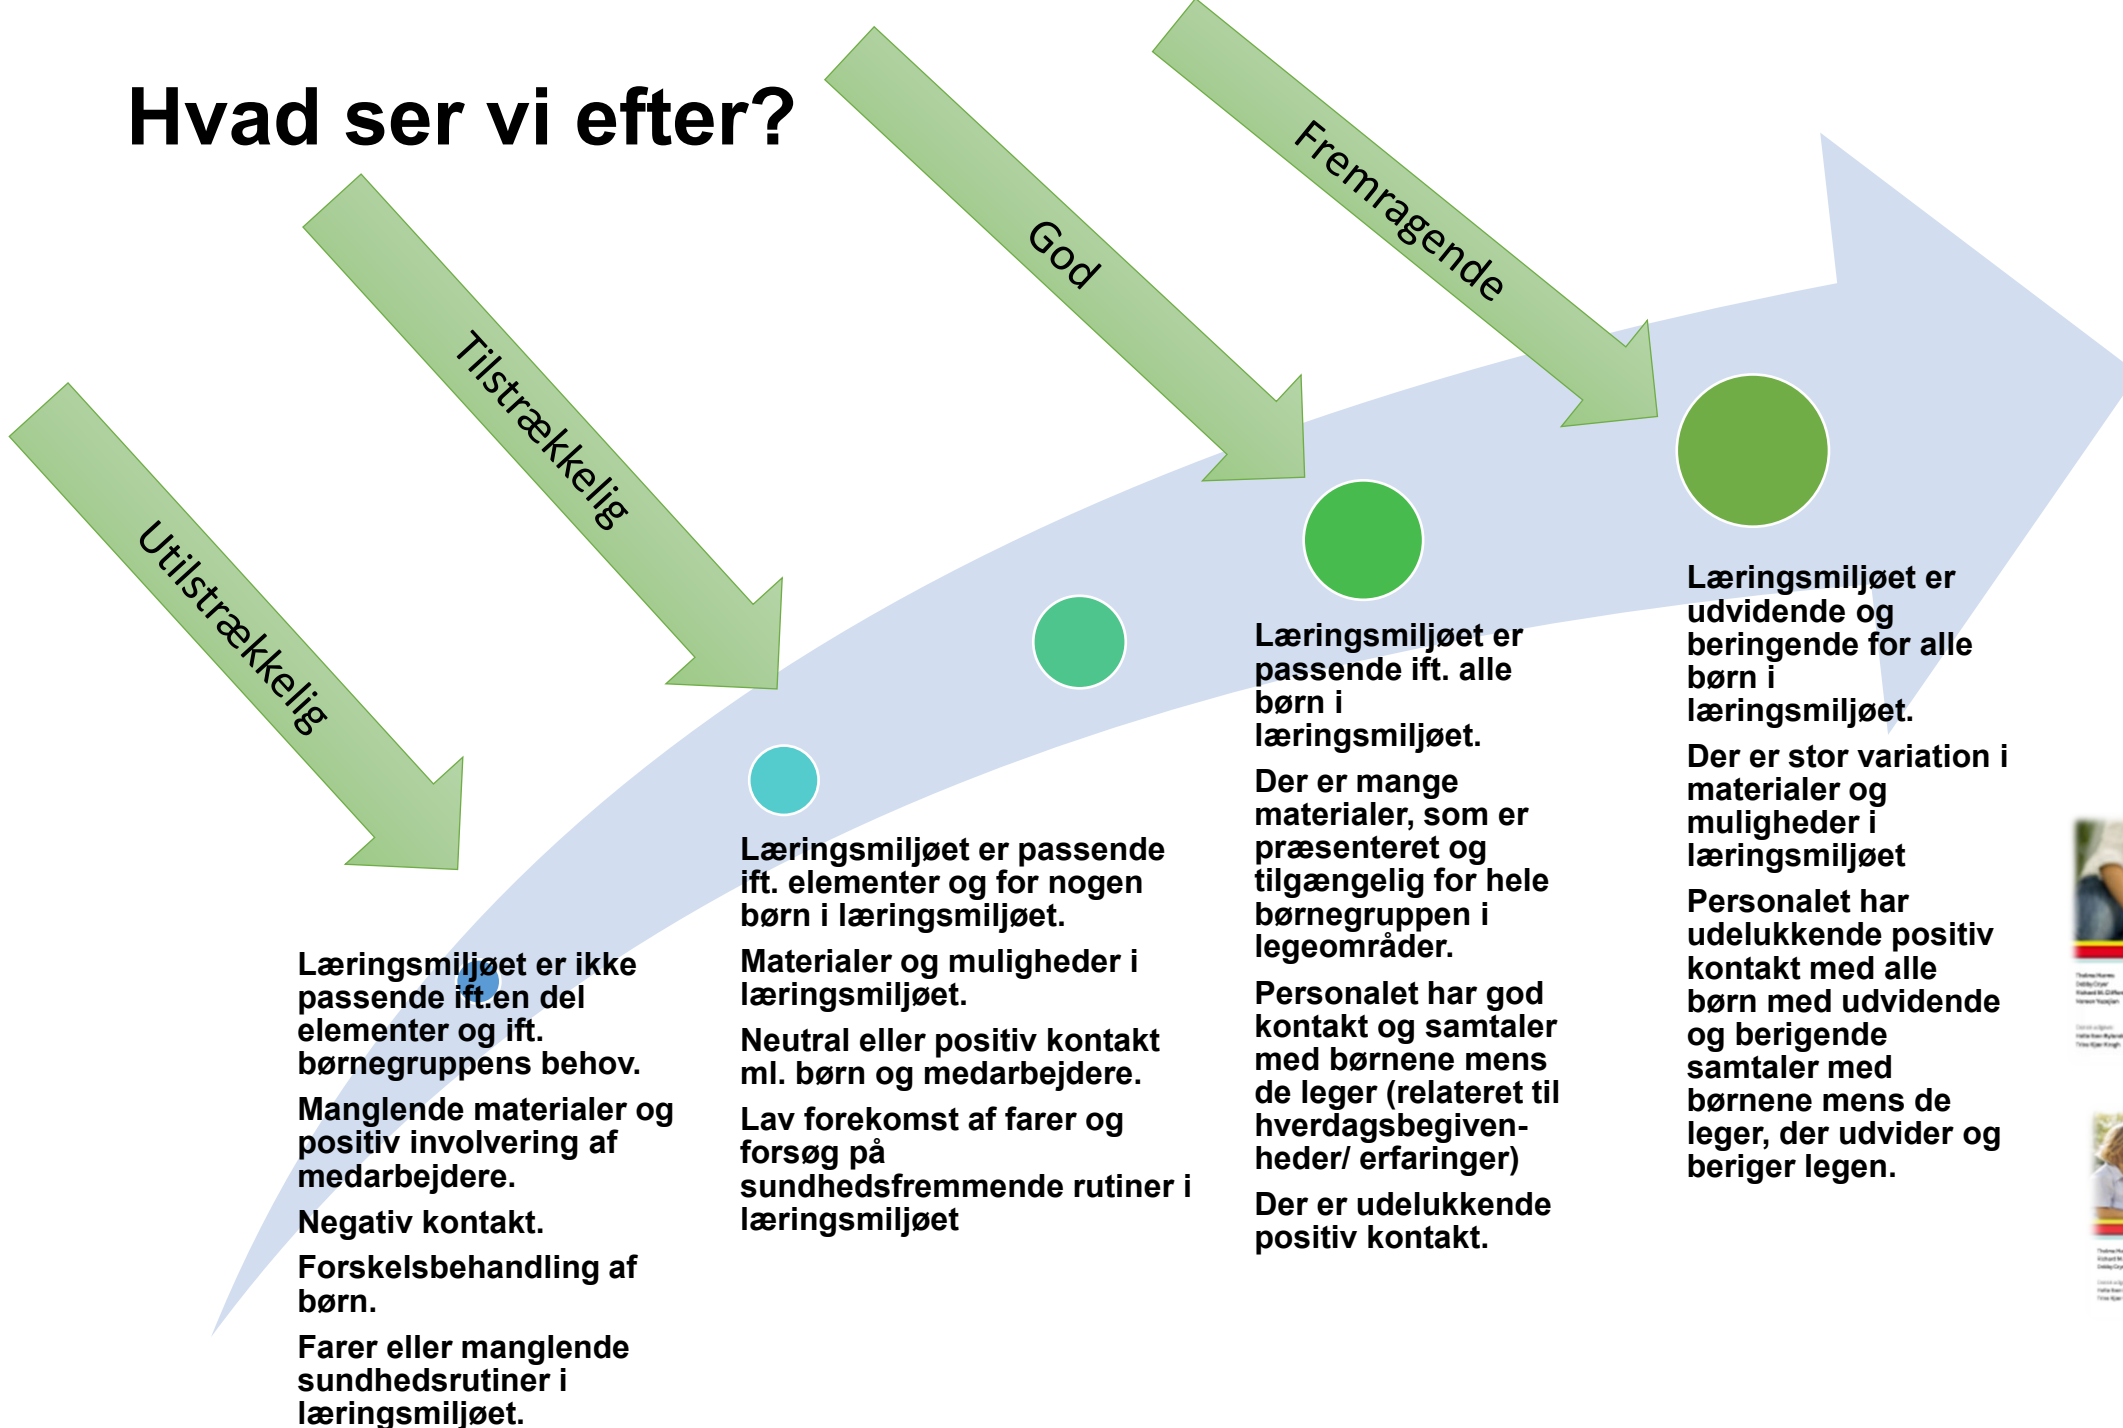 Hvad ser vi efter?
Utilstrækkelig
Tilstrækkelig
God
Fremragende
Læringsmiljøet er ikke
passende ift.en del
elementer og ift.
børnegruppens behov.
Manglende materialer og
positiv involvering af
medarbejdere.
Negativ kontakt.
Forskelsbehandling af
børn.
Farer eller manglende
sundhedsrutiner i
læringsmiljøet.
Læringsmiljøet er passende
ift. elementer og for nogen
børn i læringsmiljøet.
Materialer og muligheder i
læringsmiljøet.
Neutral eller positiv kontakt
ml. børn og medarbejdere.
Lav forekomst af farer og
forsøg på
sundhedsfremmende rutiner i
læringsmiljøet
Læringsmiljøet er
passende ift. alle
børn i
læringsmiljøet.
Der er mange
materialer, som er
præsenteret og
tilgængelig for hele
børnegruppen i
legeområder.
Personalet har god
kontakt og samtaler
med børnene mens
de leger (relateret til
hverdagsbegiven-
heder/ erfaringer)
Der er udelukkende
positiv kontakt.
Læringsmiljøet er
udvidende og
beringende for alle
børn i
læringsmiljøet.
Der er stor variation i
materialer og
muligheder i
læringsmiljøet
Personalet har
udelukkende positiv
kontakt med alle
børn med udvidende
og berigende
samtaler med
børnene mens de
leger, der udvider og
beriger legen.